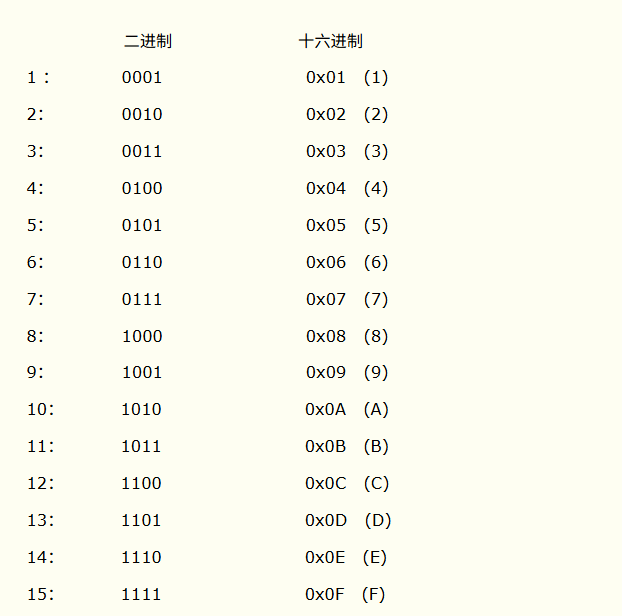 二进制 十六进制
1 ： 0001 0x01 (1)
2： 0010 0x02 (2)
3： 0011 0x03 (3)
4： 0100 0x04 (4)
5： 0101 0x05 (5)
6： 0110 0x06 (6)
7： 0111 0x07 (7)
8： 1000 0x08 (8)
9： 1001 0x09 (9)
10： 1010 0x0A (A)
11： 1011 0x0B (B)
12： 1100 0x0C (C)
13： 1101 0x0D (D)
14： 1110 0x0E (E)
15： 1111 0x0F (F)